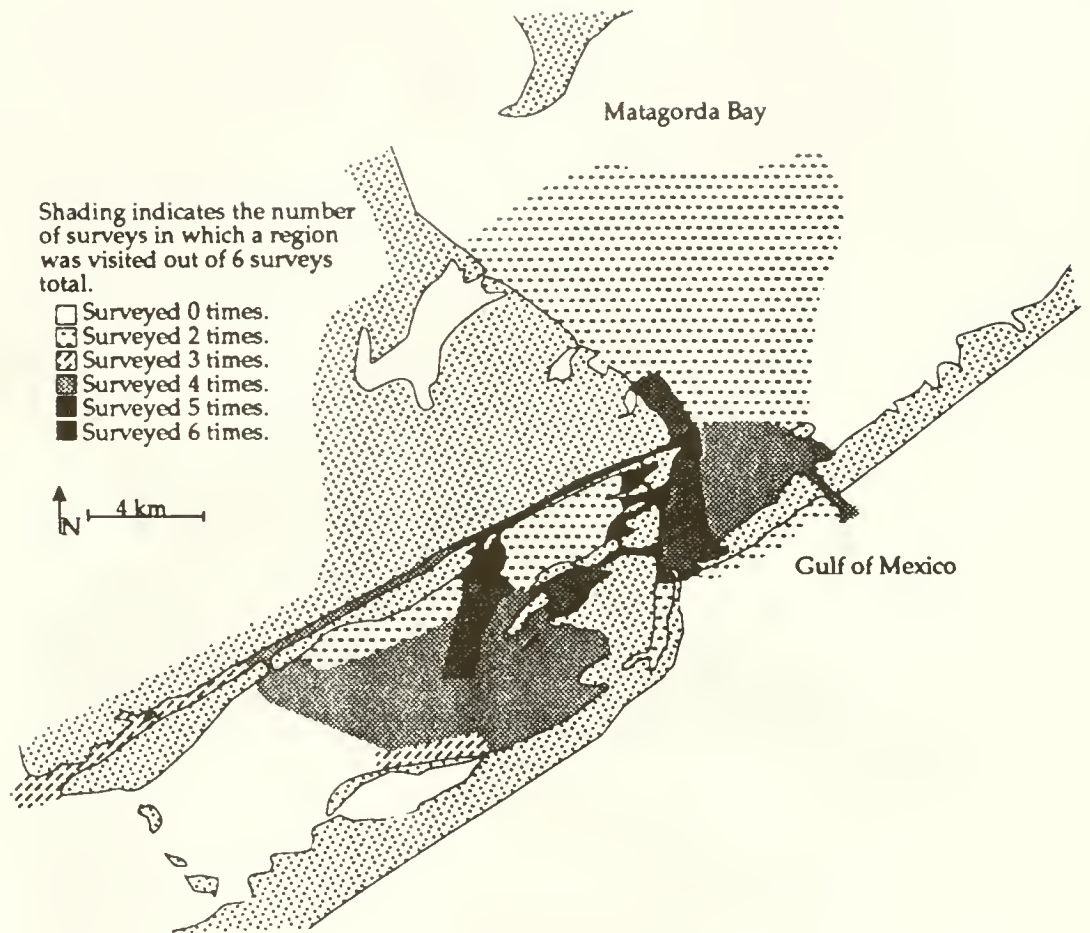 Matagorda Bay
Shading indicates the number
of surveys in which a region
was visited out of 6 surveys
total.
Surveyed 0 times.
Surveyed 2 times.
Surveyed 3 times.
Surveyed 4 times.
Surveyed 5 times.
Surveyed 6 times.
N
4 km
Gulf of Mexico